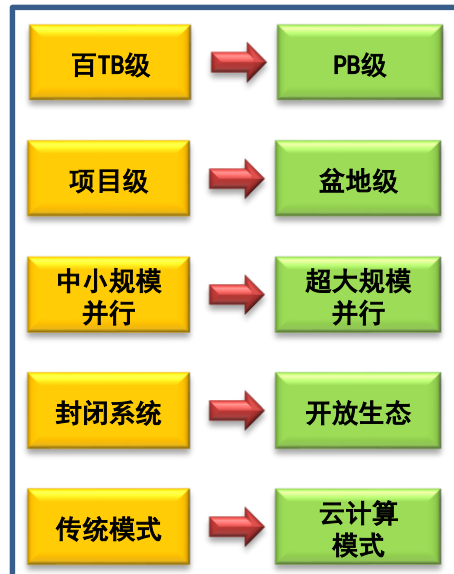 百TB级
PB级
项目级
盆地级
中小规模
并行
超大规模
并行
封闭系统
开放生态
传统模式
云计算
模式